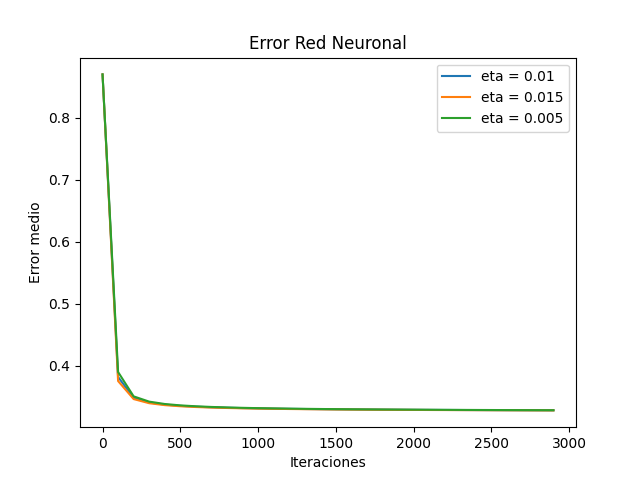 Error Red Neuronal
eta = 0.01
eta = 0.015
eta = 0.005
Error medio
0.8
0.7
0.6
0.5
0.4
0 500 1000 1500 2000 2500 3000
Iteraciones